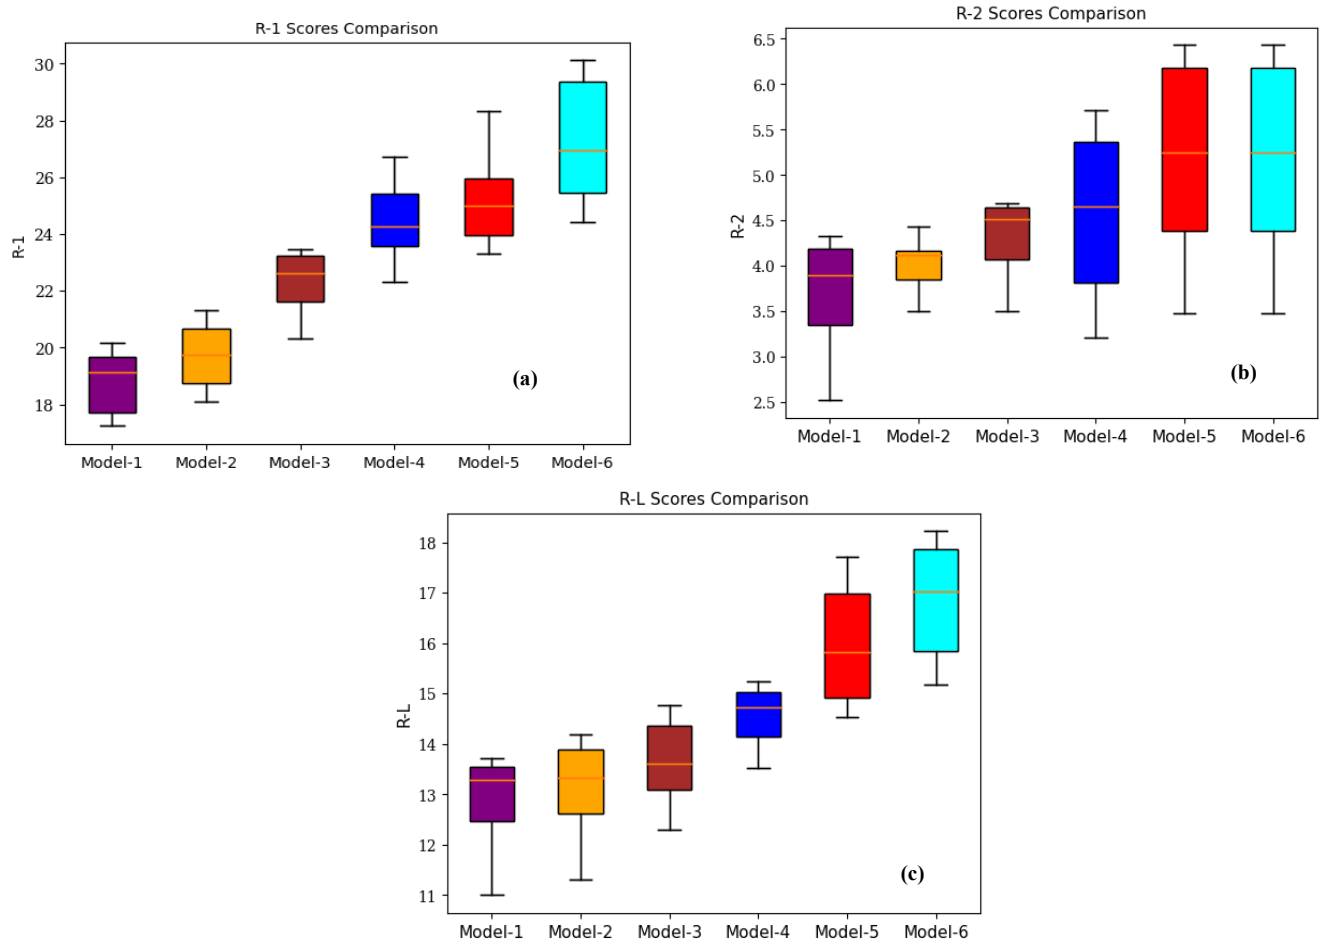 R-1 Scores Comparison
30
28
26
24
22
20
18
R-1
(a)
Model-1 Model-2 Model-3 Model-4 Model-5 Model-6
R-2 Scores Comparison
6.5
6.0
5.5
5.0
4.5
4.0
3.5
3.0
2.5
R-2
(b)
Model-1 Model-2 Model-3 Model-4 Model-5 Model-6
R-L Scores Comparison
18
17
16
15
14
13
12
11
R-L
(c)
Model-1 Model-2 Model-3 Model-4 Model-5 Model-6